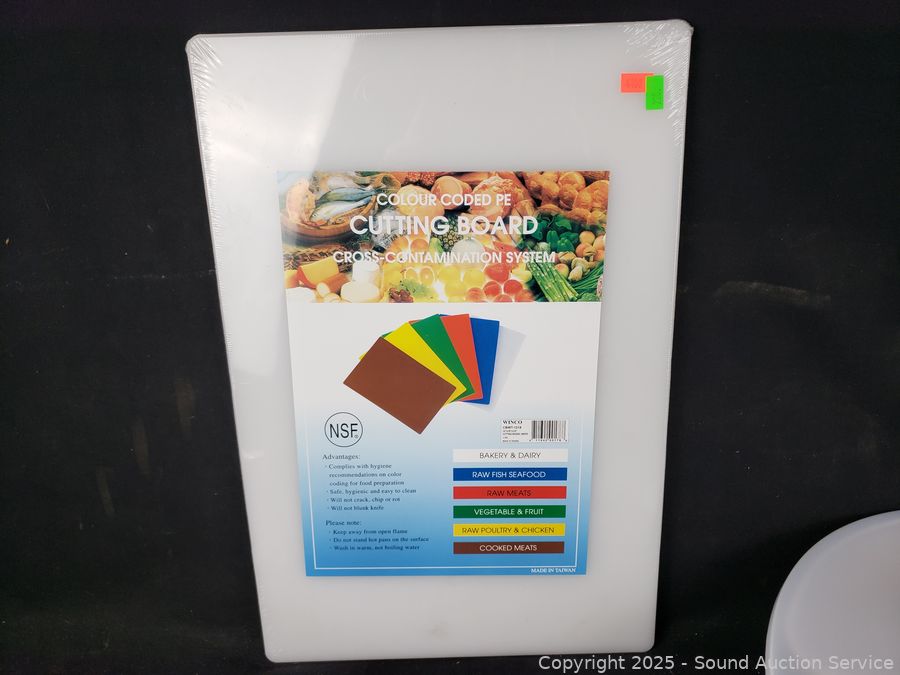 COLOUR CODED PE
CUTTING BOARD
CROSS-CONTAMINATION SYSTEM
NSF®
WINCO
CBWT-1218
Advantages:
· Complies with hygiene
recommendations on color
coding for food preparation
· Safe, hygienic and easy to clean
· Will not crack, chip or rot
· Will not blunk knife
Please note:
· Keep away from open flame
· Do not stand hot pans on the surface
· Wash in warm, not boiling water
BAKERY & DAIRY
RAW FISH SEAFOOD
RAW MEATS
VEGETABLE & FRUIT
RAW POULTRY & CHICKEN
COOKED MEATS
MADE IN TAIWAN
Copyright 2025 - Sound Auction Service